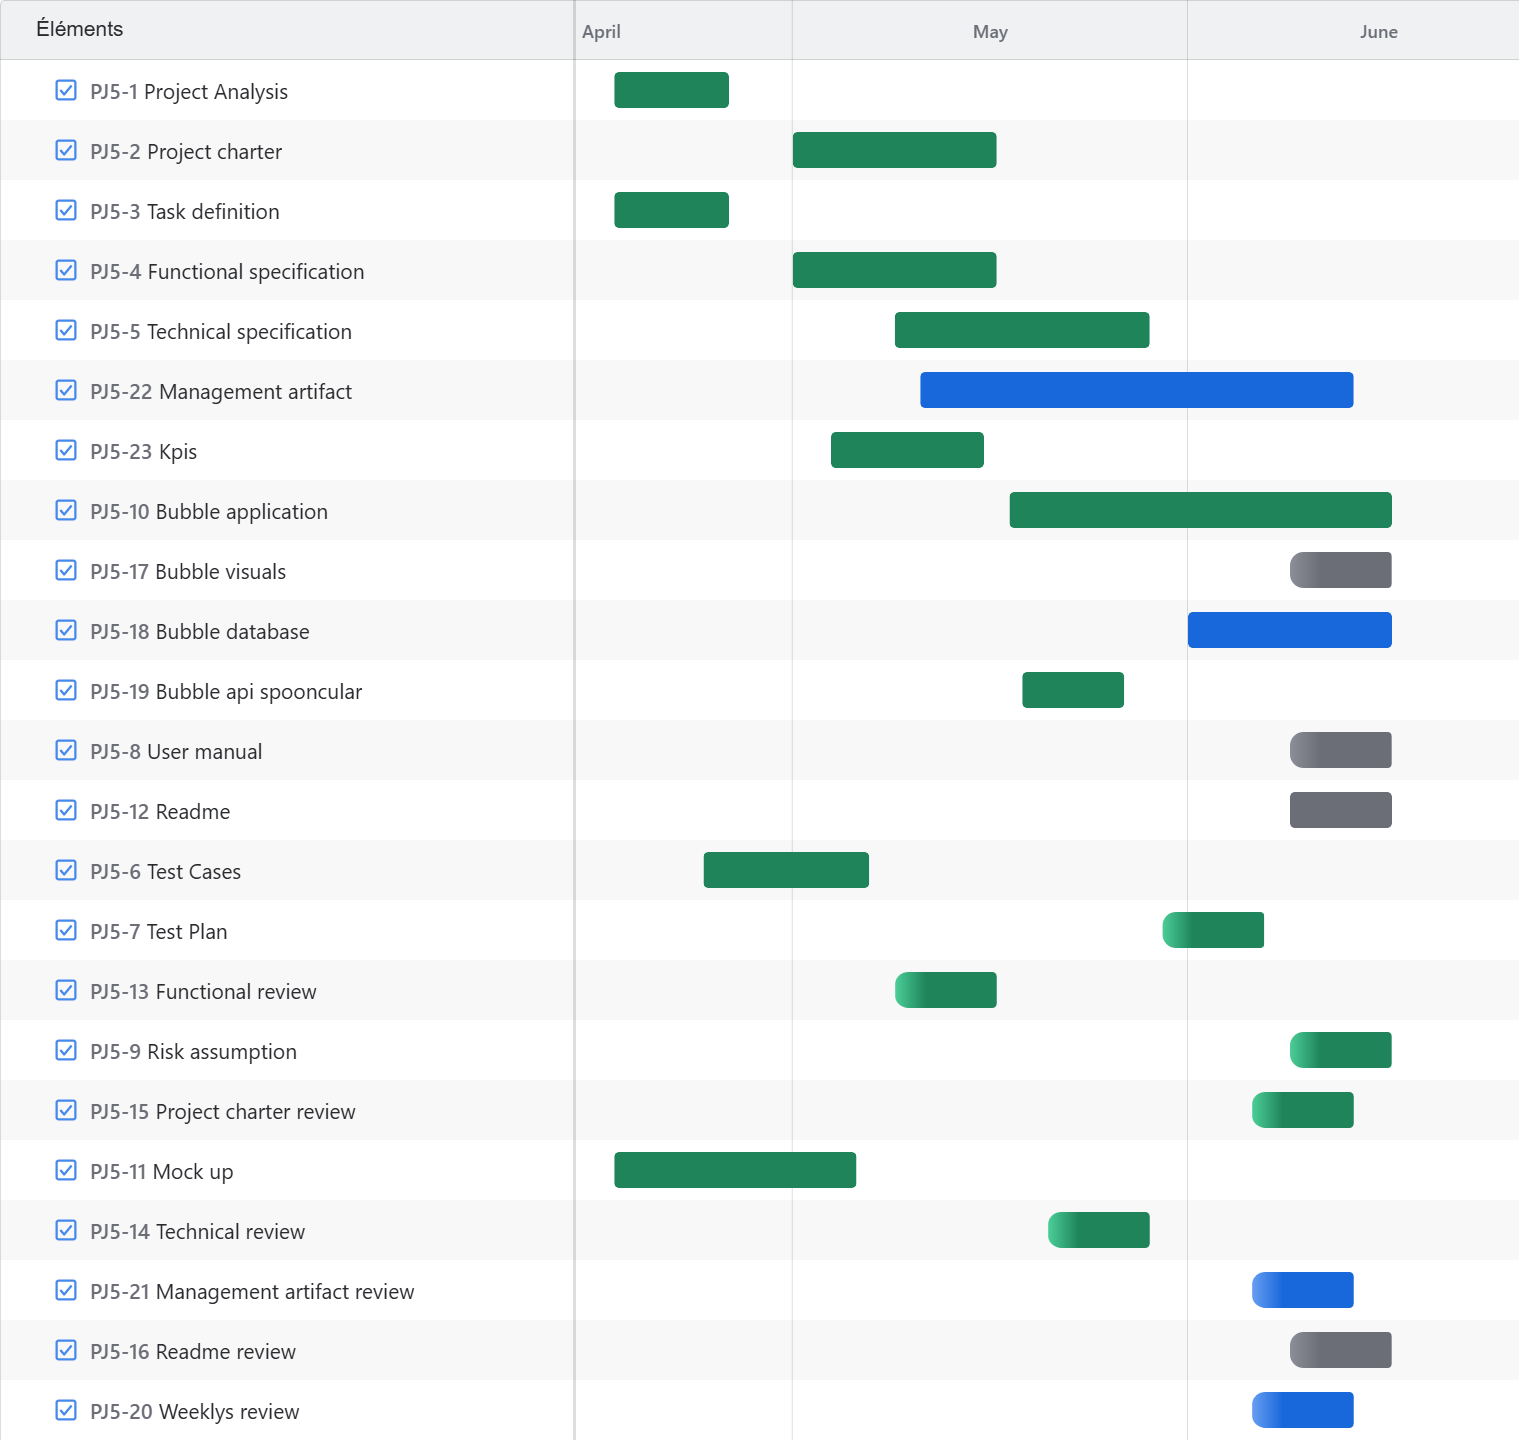 Éléments April May June
PJ5-1 Project Analysis
PJ5-2 Project charter
PJ5-3 Task definition
PJ5-4 Functional specification
PJ5-5 Technical specification
PJ5-22 Management artifact
PJ5-23 Kpis
PJ5-10 Bubble application
PJ5-17 Bubble visuals
PJ5-18 Bubble database
PJ5-19 Bubble api spooncular
PJ5-8 User manual
PJ5-12 Readme
PJ5-6 Test Cases
PJ5-7 Test Plan
PJ5-13 Functional review
PJ5-9 Risk assumption
PJ5-15 Project charter review
PJ5-11 Mock up
PJ5-14 Technical review
PJ5-21 Management artifact review
PJ5-16 Readme review
PJ5-20 Weeklys review